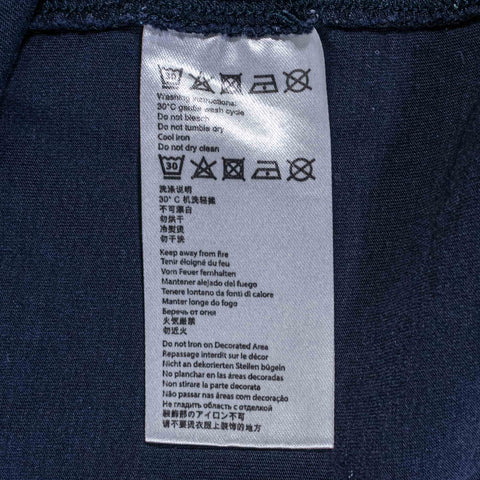 30
Washing instructions:
30°C gentle wash cycle
Do not bleach
Do not tumble dry
Cool iron
Do not dry clean
30
洗涤说明
30° C 机洗轻揉
不可漂白
勿烘干
冷熨烫
勿干洗
Keep away from fire
Tenir éloigné du feu
Vom Feuer fernhalten
Mantener alejado del fuego
Tenere lontano da fonti di calore
Manter longe do fogo
Беречь от огня
火気厳禁
勿近火
Do not Iron on Decorated Area
Repassage interdit sur le décor
Nicht an dekorierten Stellen bügeln
No planchar en las áreas decoradas
Non stirare la parte decorata
Não passar nas áreas com decoração
Не гладить область с отделкой
装飾部のアイロン不可
请不要烫衣服上装饰的地方